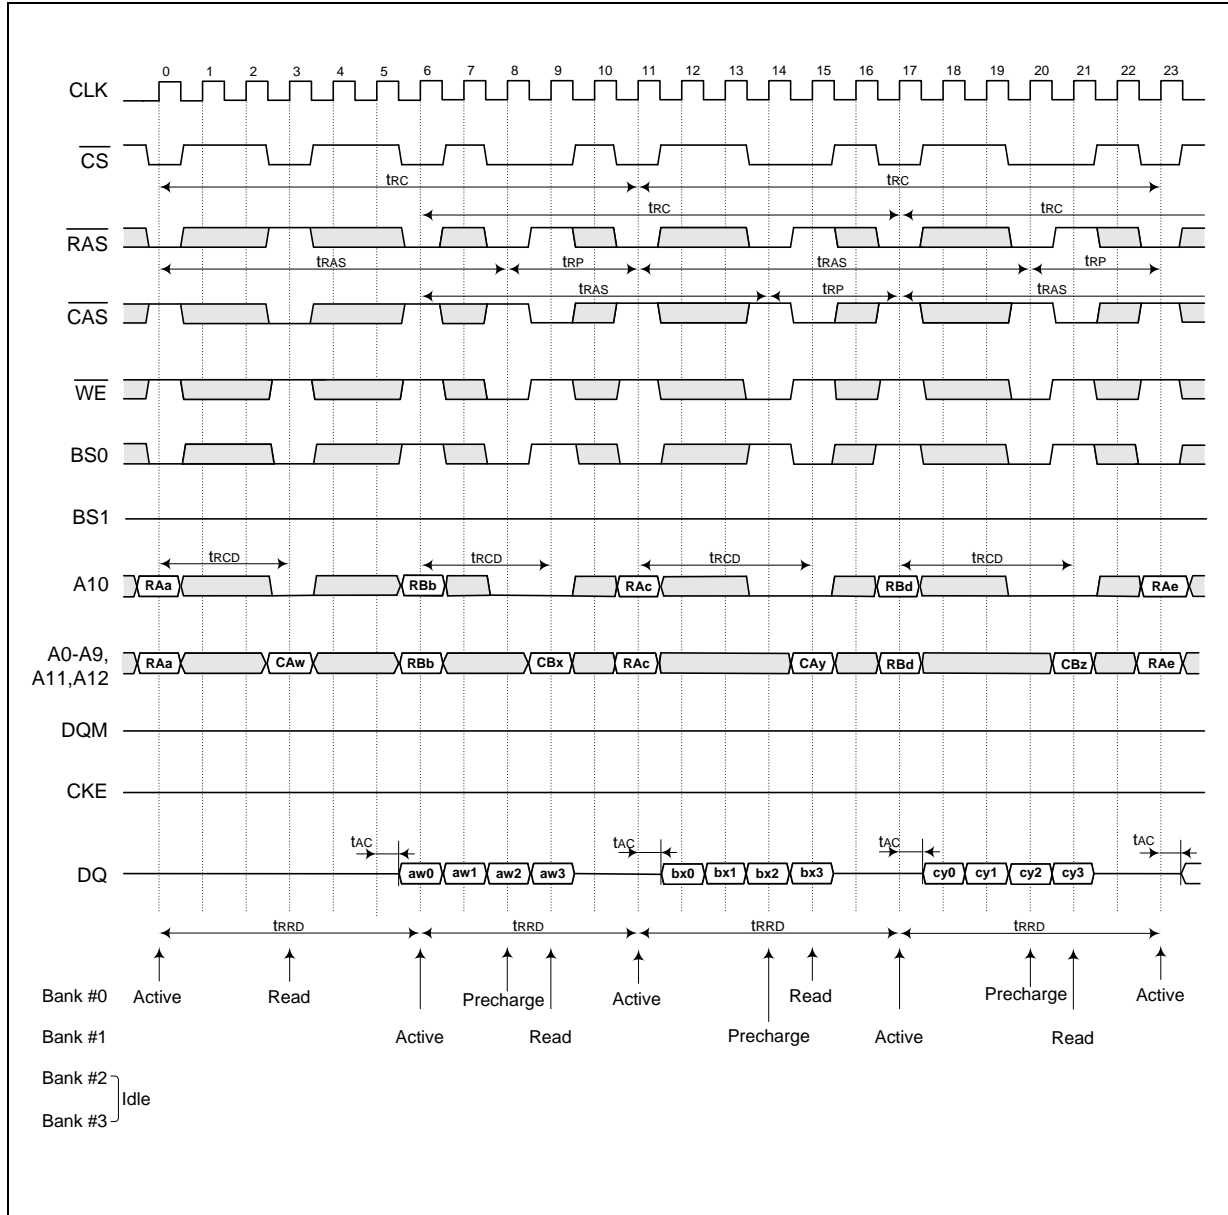 0 1 2 3 4 5 6 7 8 9 10 11 12 13 14 15 16 17 18 19 20 21 22 23
CLK
CS
tRC tRC
tRC tRC
RAS
tRAS tRP tRAS tRP
tRAS tRP tRAS
CAS
WE
BS0
BS1
tRCD tRCD tRCD tRCD
A10 RAa RBb RAc RBd RAe
A0-A9,
A11,A12
RAa CAw RBb CBx RAc CAy RBd CBz RAe
DQM
CKE
tAC tAC tAC tAC
DQ aw0 aw1 aw2 aw3 bx0 bx1 bx2 bx3 cy0 cy1 cy2 cy3
tRRD tRRD tRRD tRRD
Bank #0 Active Read Precharge Active Read Precharge Active
Bank #1 Active Read Precharge Active Read
Bank #2
Idle
Bank #3